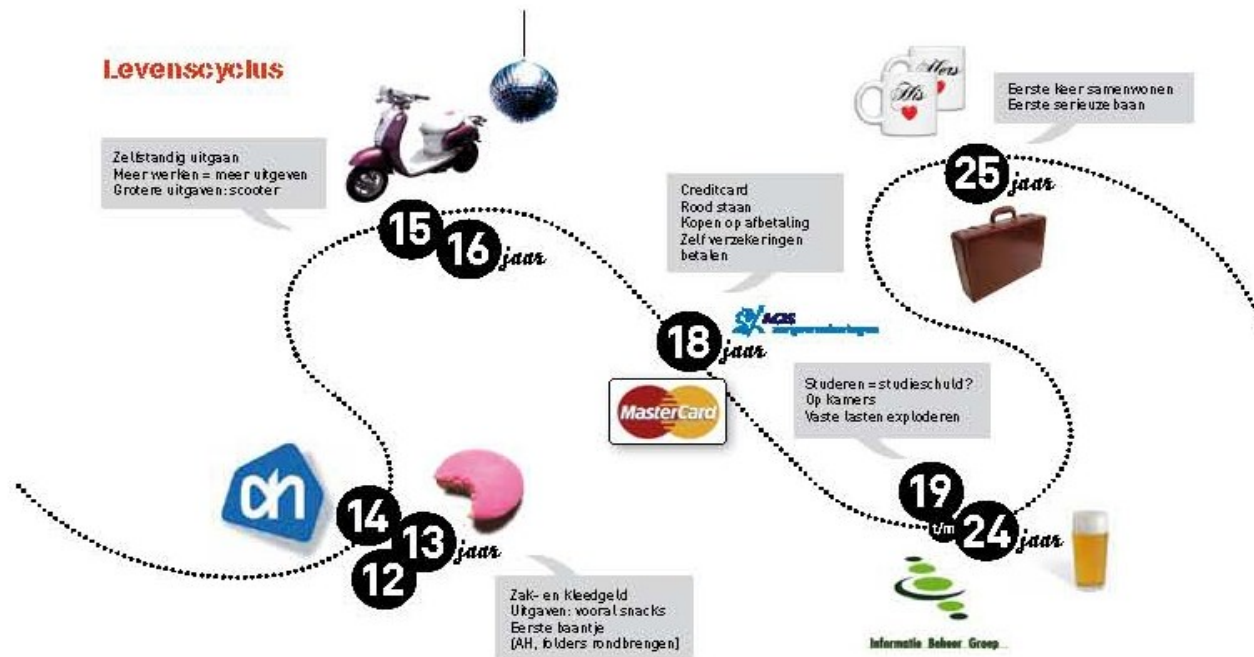 Levenscyclus
Zelfstandig uitgaan
Meer werken = meer uitgeven
Grotere uitgaven: scooter
15
16 jaar
Creditcard
Rood staan
Kopen op afbetaling
Zelf verzekeringen
betalen
18 jaar
AGIS
zorgverzekeringen
MasterCard
His
Hers
Eerste keer samenwonen
Eerste serieuze baan
25 jaar
Studeren = studieschuld?
Op kamers
Vaste lasten exploderen
19
t/m
24 jaar
Informatie Beheer Groep
ah
14
13 jaar
12
Zak- en kleedgeld
Uitgaven: vooral snacks
Eerste baantje
(AH, folders rondbrengen)